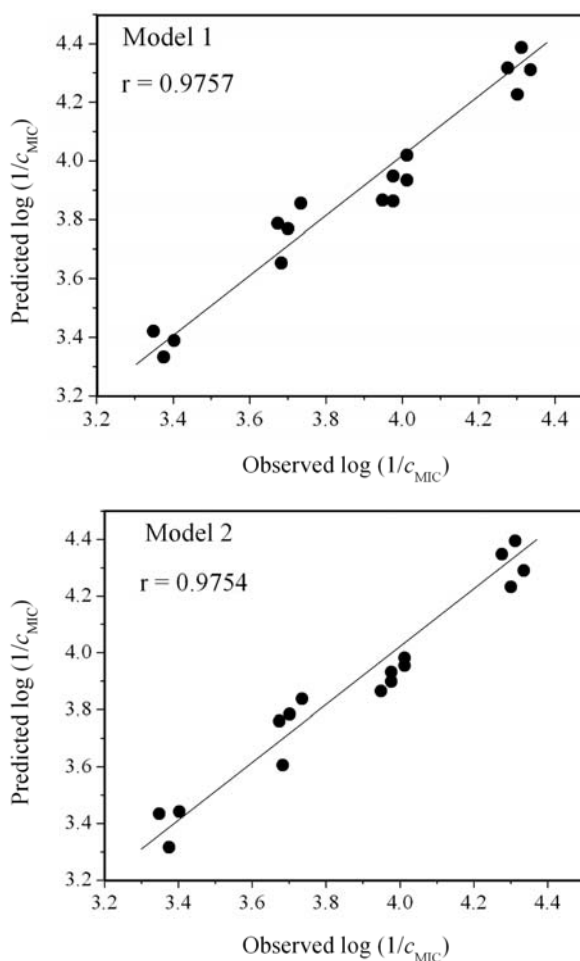 Model 1
r = 0.9757
4.4
4.2
4.0
3.8
3.6
3.4
3.2
Predicted log (1/c_MIC)
3.2 3.4 3.6 3.8 4.0 4.2 4.4
Observed log (1/c_MIC)
Model 2
r = 0.9754
4.4
4.2
4.0
3.8
3.6
3.4
3.2
Predicted log (1/c_MIC)
3.2 3.4 3.6 3.8 4.0 4.2 4.4
Observed log (1/c_MIC)